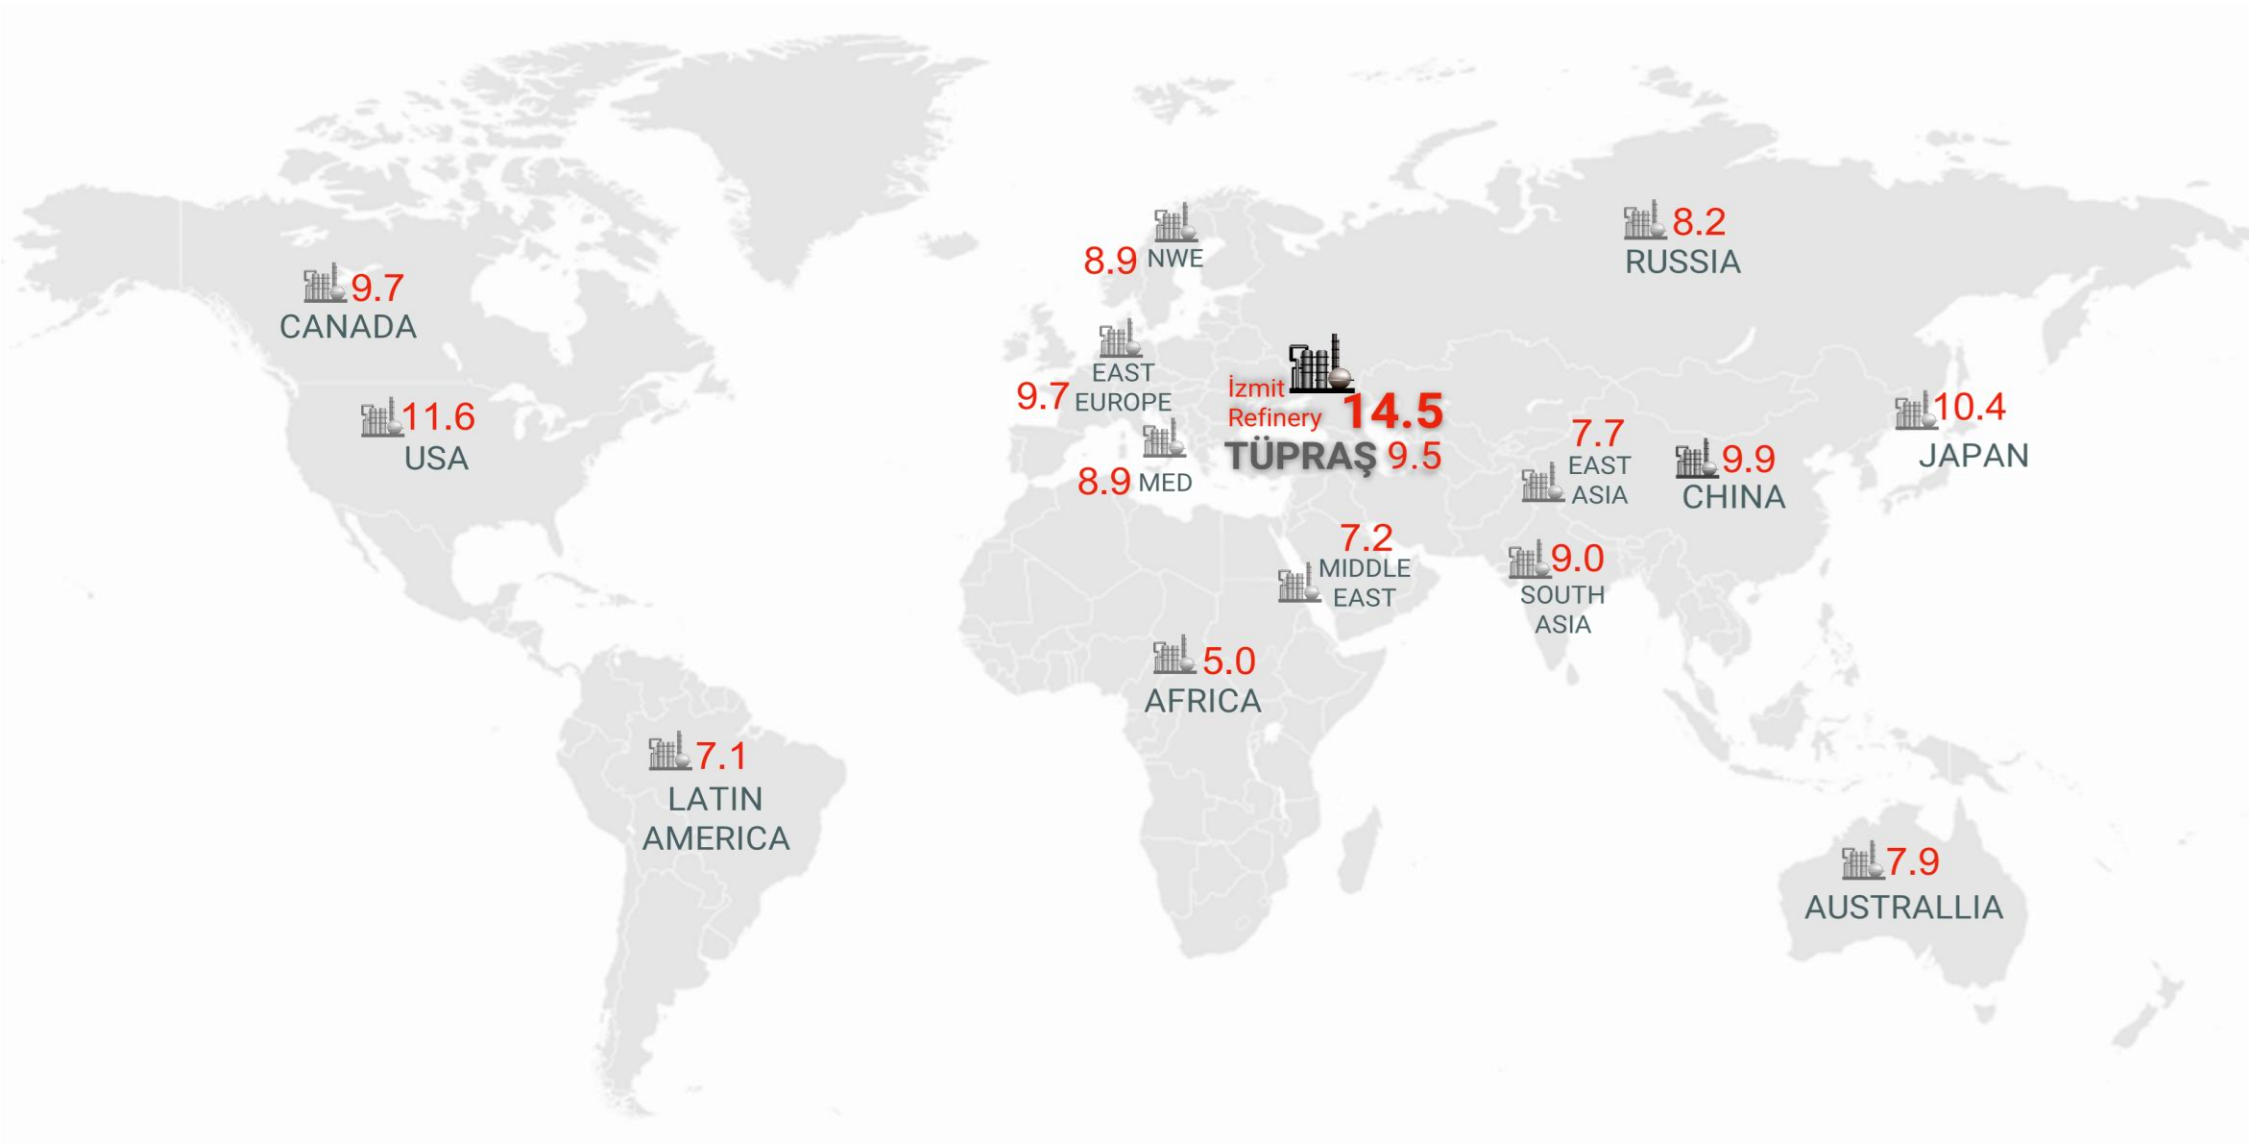 9.7
CANADA
11.6
USA
7.1
LATIN
AMERICA
8.9 NWE
EAST
9.7 EUROPE
8.9 MED
İzmit
Refinery 14.5
TÜPRAŞ 9.5
7.2
MIDDLE
EAST
5.0
AFRICA
8.2
RUSSIA
7.7
EAST
ASIA
9.9
CHINA
9.0
SOUTH
ASIA
10.4
JAPAN
7.9
AUSTRALLIA